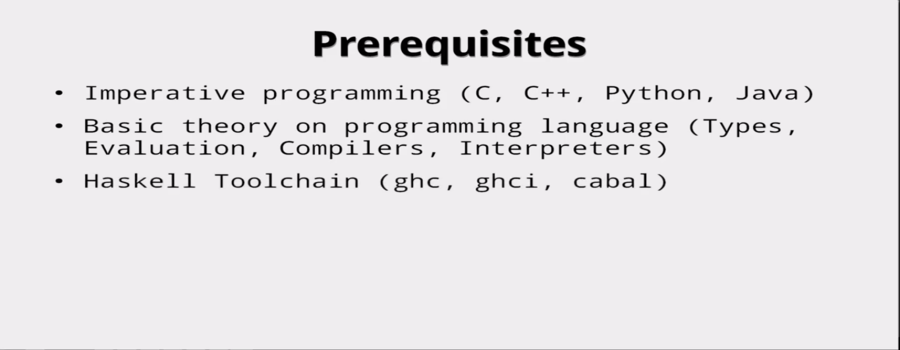 Prerequisites
• Imperative programming (C, C++, Python, Java)
• Basic theory on programming language (Types,
Evaluation, Compilers, Interpreters)
• Haskell Toolchain (ghc, ghci, cabal)